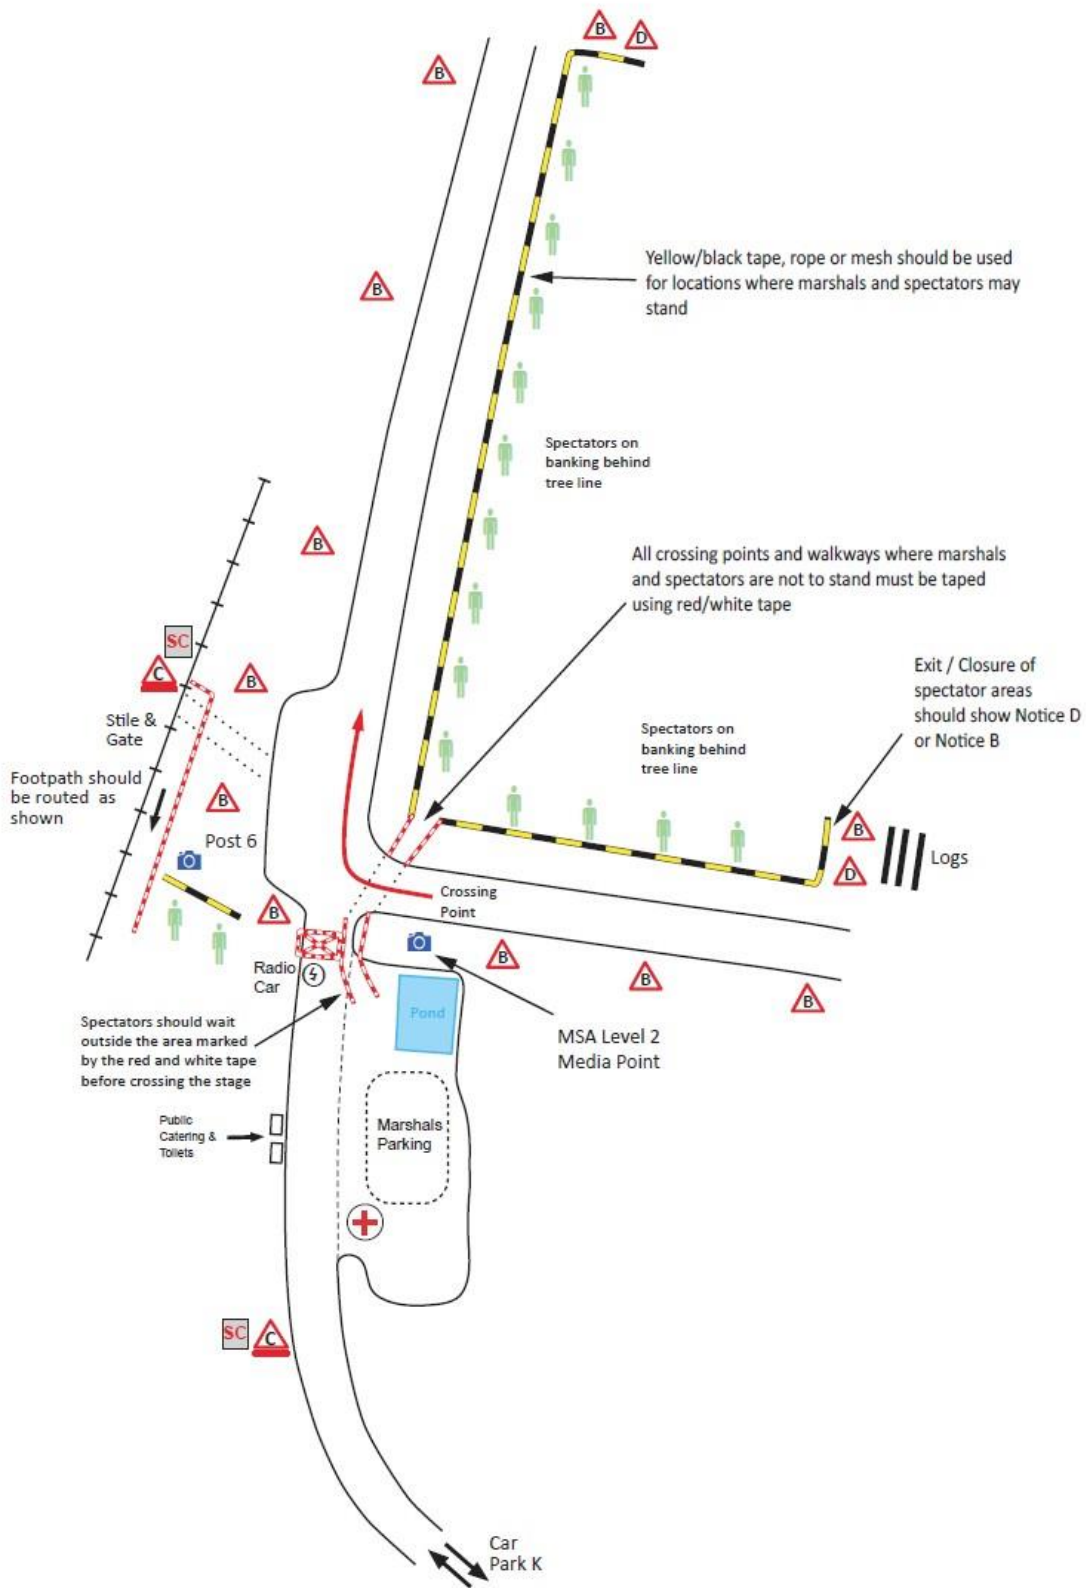 B
D
B
Yellow/black tape, rope or mesh should be used
for locations where marshals and spectators may
stand
B
Spectators on
banking behind
tree line
B
All crossing points and walkways where marshals
and spectators are not to stand must be taped
using red/white tape
SC
C
B
Exit / Closure of
spectator areas
should show Notice D
or Notice B
Stile &
Gate
Spectators on
banking behind
tree line
Footpath should
be routed as
shown
B
Post 6
B
D
Logs
Crossing
Point
B
B
B
B
Radio
Car
Pond
Spectators should wait
outside the area marked
by the red and white tape
before crossing the stage
MSA Level 2
Media Point
Public
Catering &
Toilets
Marshals
Parking
SC
C
Car
Park K